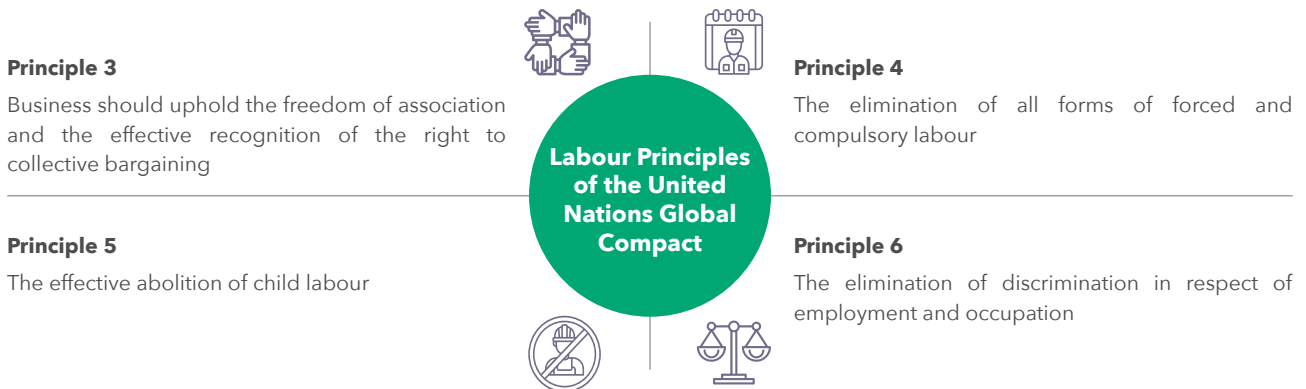 Principle 3
Business should uphold the freedom of association
and the effective recognition of the right to
collective bargaining
Principle 4
The elimination of all forms of forced and
compulsory labour
Labour Principles
of the United
Nations Global
Compact
Principle 5
The effective abolition of child labour
Principle 6
The elimination of discrimination in respect of
employment and occupation